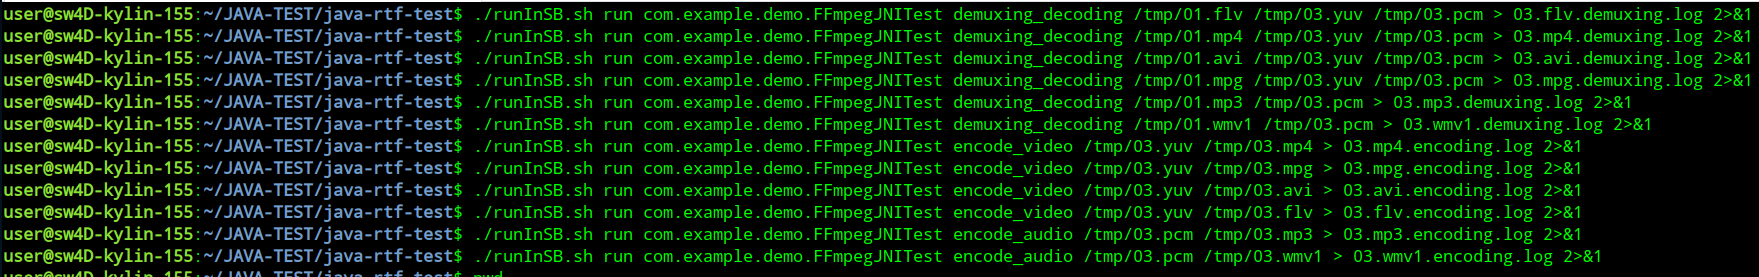 user@sw4D-kylin-155:~/JAVA-TEST/java-rtf-test$ ./runInSB.sh run com.example.demo.FFmpegJNITest demuxing_decoding /tmp/01.flv /tmp/03.yuv /tmp/03.pcm > 03.flv.demuxing.log 2>&1
user@sw4D-kylin-155:~/JAVA-TEST/java-rtf-test$ ./runInSB.sh run com.example.demo.FFmpegJNITest demuxing_decoding /tmp/01.mp4 /tmp/03.yuv /tmp/03.pcm > 03.mp4.demuxing.log 2>&1
user@sw4D-kylin-155:~/JAVA-TEST/java-rtf-test$ ./runInSB.sh run com.example.demo.FFmpegJNITest demuxing_decoding /tmp/01.avi /tmp/03.yuv /tmp/03.pcm > 03.avi.demuxing.log 2>&1
user@sw4D-kylin-155:~/JAVA-TEST/java-rtf-test$ ./runInSB.sh run com.example.demo.FFmpegJNITest demuxing_decoding /tmp/01.mpg /tmp/03.yuv /tmp/03.pcm > 03.mpg.demuxing.log 2>&1
user@sw4D-kylin-155:~/JAVA-TEST/java-rtf-test$ ./runInSB.sh run com.example.demo.FFmpegJNITest demuxing_decoding /tmp/01.mp3 /tmp/03.pcm > 03.mp3.demuxing.log 2>&1
user@sw4D-kylin-155:~/JAVA-TEST/java-rtf-test$ ./runInSB.sh run com.example.demo.FFmpegJNITest demuxing_decoding /tmp/01.wmv1 /tmp/03.pcm > 03.wmv1.demuxing.log 2>&1
user@sw4D-kylin-155:~/JAVA-TEST/java-rtf-test$ ./runInSB.sh run com.example.demo.FFmpegJNITest encode_video /tmp/03.yuv /tmp/03.mp4 > 03.mp4.encoding.log 2>&1
user@sw4D-kylin-155:~/JAVA-TEST/java-rtf-test$ ./runInSB.sh run com.example.demo.FFmpegJNITest encode_video /tmp/03.yuv /tmp/03.mpg > 03.mpg.encoding.log 2>&1
user@sw4D-kylin-155:~/JAVA-TEST/java-rtf-test$ ./runInSB.sh run com.example.demo.FFmpegJNITest encode_video /tmp/03.yuv /tmp/03.avi > 03.avi.encoding.log 2>&1
user@sw4D-kylin-155:~/JAVA-TEST/java-rtf-test$ ./runInSB.sh run com.example.demo.FFmpegJNITest encode_video /tmp/03.yuv /tmp/03.flv > 03.flv.encoding.log 2>&1
user@sw4D-kylin-155:~/JAVA-TEST/java-rtf-test$ ./runInSB.sh run com.example.demo.FFmpegJNITest encode_audio /tmp/03.pcm /tmp/03.mp3 > 03.mp3.encoding.log 2>&1
user@sw4D-kylin-155:~/JAVA-TEST/java-rtf-test$ ./runInSB.sh run com.example.demo.FFmpegJNITest encode_audio /tmp/03.pcm /tmp/03.wmv1 > 03.wmv1.encoding.log 2>&1
user@sw4D-kylin-155:~/JAVA-TEST/java-rtf-test$